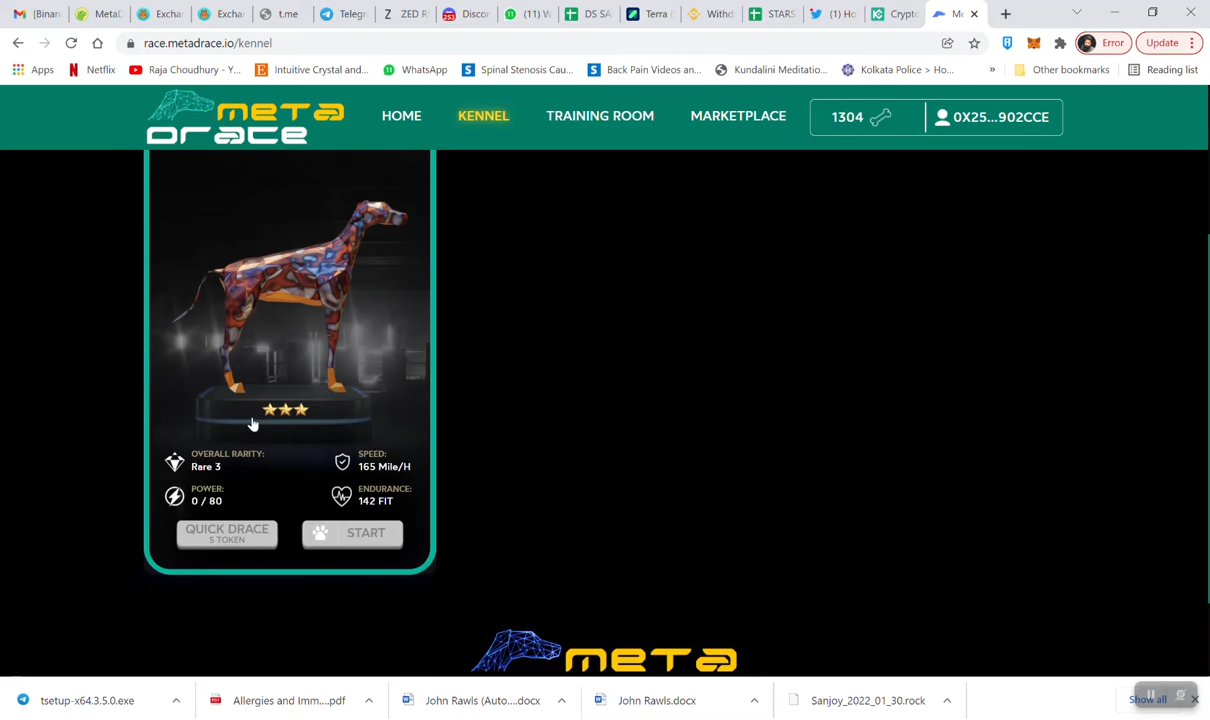 [Binan
MetaD
Exchar
Exchar
t.me
Telegr
ZED R
Discor
(11) W
DS SA
Terra (
Withd
STARS
(1) Ho
Crypto
Me
race.metadrace.io/kennel
Error
Update
Apps
Netflix
Raja Choudhury - Y...
Intuitive Crystal and...
WhatsApp
Spinal Stenosis Cau...
Back Pain Videos an...
Kundalini Meditatio...
Kolkata Police > Ho...
»
Other bookmarks
Reading list
META
DRACE
HOME
KENNEL
TRAINING ROOM
MARKETPLACE
1304
0X25...902CCE
OVERALL RARITY:
Rare 3
SPEED:
165 Mile/H
POWER:
0 / 80
ENDURANCE:
142 FIT
QUICK DRACE
5 TOKEN
START
META
tsetup-x64.3.5.0.exe
Allergies and Imm....pdf
John Rawls (Auto....docx
John Rawls.docx
Sanjoy_2022_01_30.rock
Show all